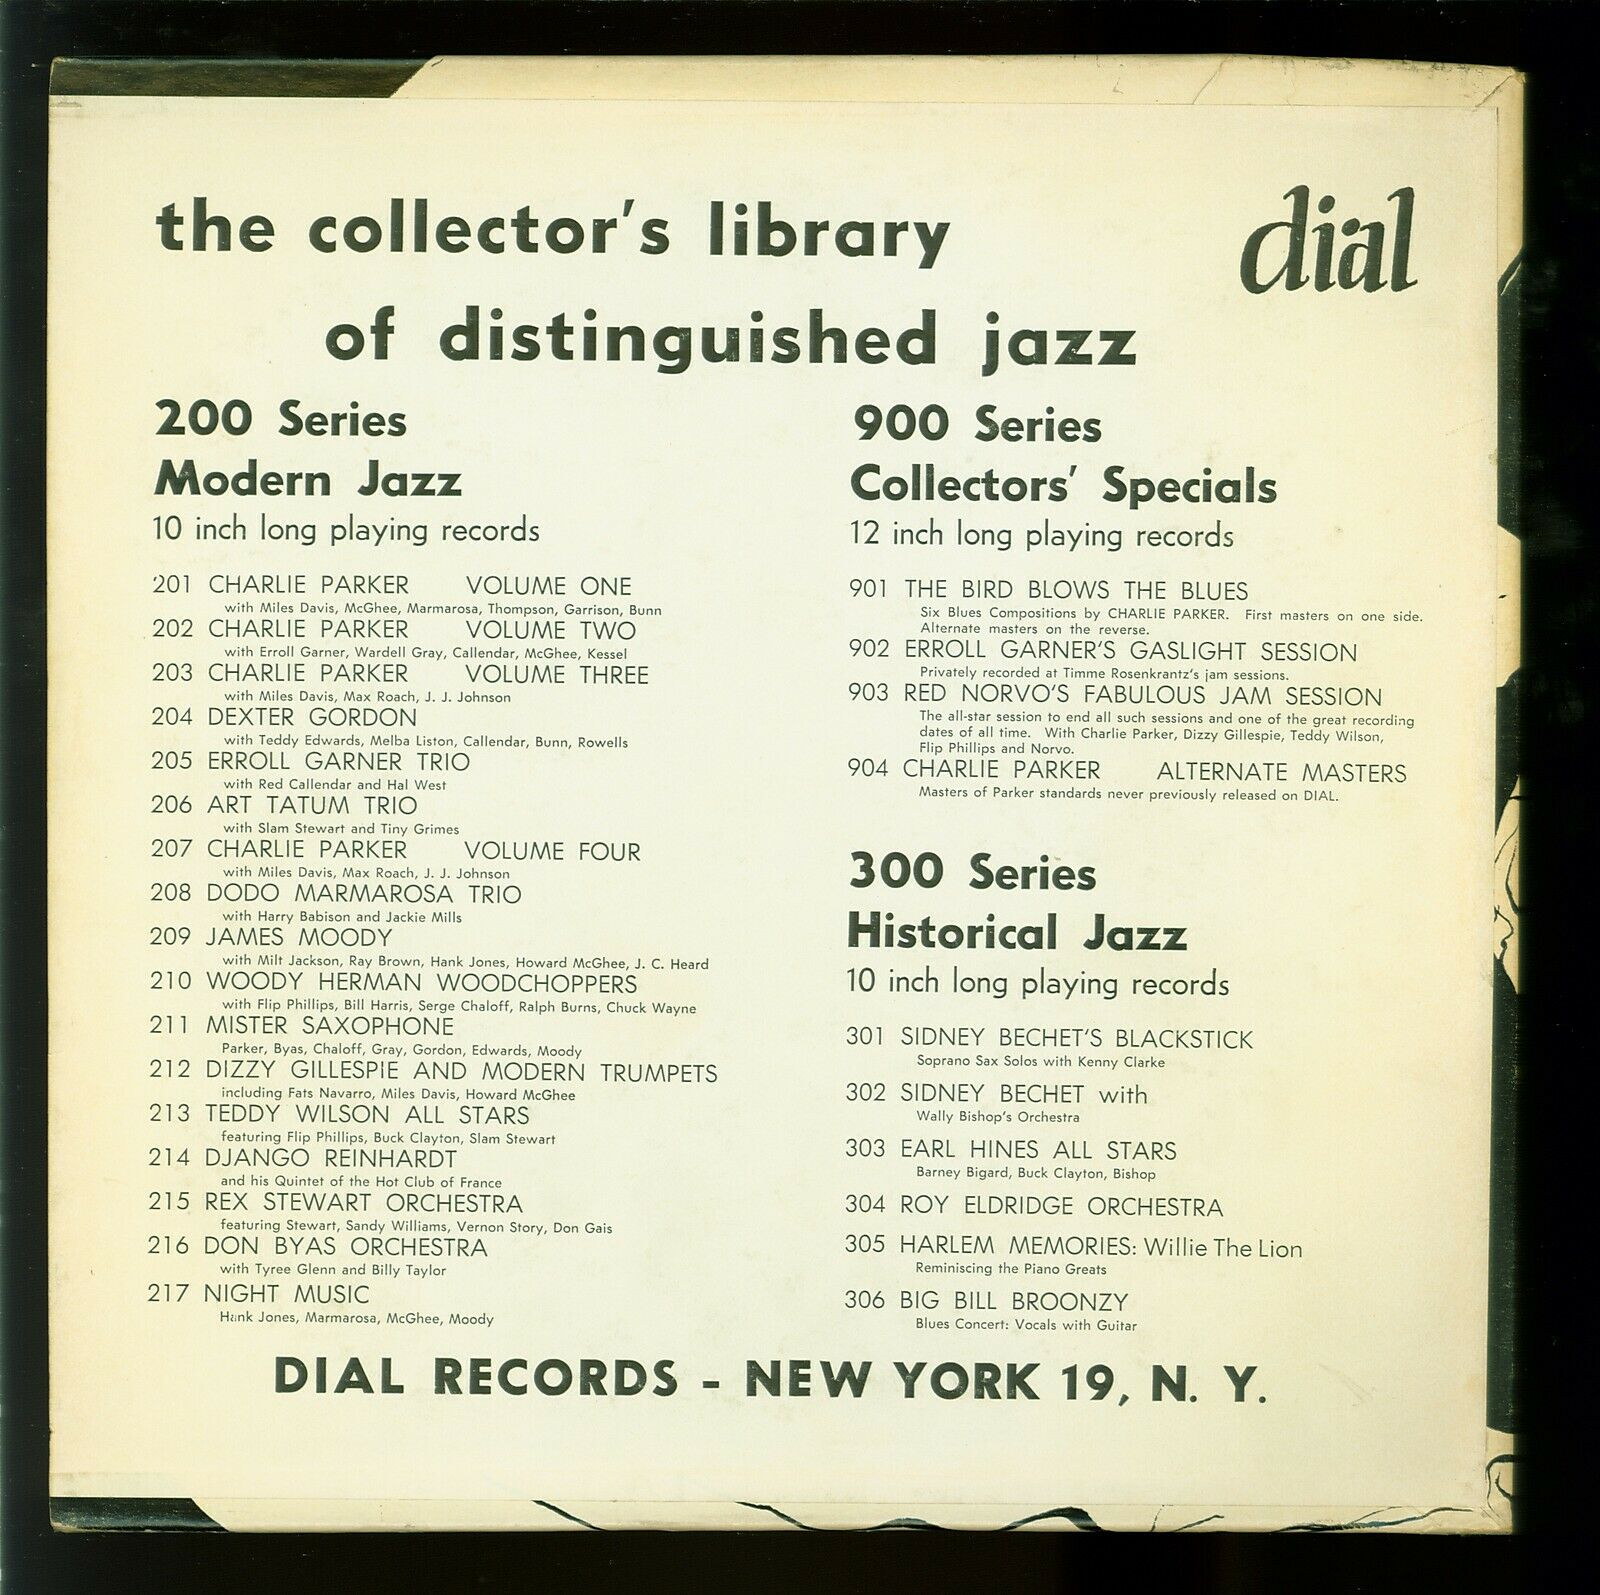 the collector's library
dial
of distinguished jazz
200 Series
Modern Jazz
10 inch long playing records
201 CHARLIE PARKER VOLUME ONE
with Miles Davis, McGhee, Marmarosa, Thompson, Garrison, Bunn
202 CHARLIE PARKER VOLUME TWO
with Erroll Garner, Wardell Gray, Callendar, McGhee, Kessel
203 CHARLIE PARKER VOLUME THREE
with Miles Davis, Max Roach, J. J. Johnson
204 DEXTER GORDON
with Teddy Edwards, Melba Liston, Callendar, Bunn, Rowells
205 ERROLL GARNER TRIO
with Red Callendar and Hal West
206 ART TATUM TRIO
with Slam Stewart and Tiny Grimes
207 CHARLIE PARKER VOLUME FOUR
with Miles Davis, Max Roach, J. J. Johnson
208 DODO MARMAROSA TRIO
with Harry Babison and Jackie Mills
209 JAMES MOODY
with Milt Jackson, Ray Brown, Hank Jones, Howard McGhee, J. C. Heard
210 WOODY HERMAN WOODCHOPPERS
with Flip Phillips, Bill Harris, Serge Chaloff, Ralph Burns, Chuck Wayne
211 MISTER SAXOPHONE
Parker, Byas, Chaloff, Gray, Gordon, Edwards, Moody
212 DIZZY GILLESPIE AND MODERN TRUMPETS
including Fats Navarro, Miles Davis, Howard McGhee
213 TEDDY WILSON ALL STARS
featuring Flip Phillips, Buck Clayton, Slam Stewart
214 DJANGO REINHARDT
and his Quintet of the Hot Club of France
215 REX STEWART ORCHESTRA
featuring Stewart, Sandy Williams, Vernon Story, Don Gais
216 DON BYAS ORCHESTRA
with Tyree Glenn and Billy Taylor
217 NIGHT MUSIC
Hank Jones, Marmarosa, McGhee, Moody
900 Series
Collectors' Specials
12 inch long playing records
901 THE BIRD BLOWS THE BLUES
Six Blues Compositions by CHARLIE PARKER. First masters on one side.
Alternate masters on the reverse.
902 ERROLL GARNER'S GASLIGHT SESSION
Privately recorded at Timme Rosenkrantz's jam sessions.
903 RED NORVO'S FABULOUS JAM SESSION
The all-star session to end all such sessions and one of the great recording
dates of all time. With Charlie Parker, Dizzy Gillespie, Teddy Wilson,
Flip Phillips and Norvo.
904 CHARLIE PARKER ALTERNATE MASTERS
Masters of Parker standards never previously released on DIAL.
300 Series
Historical Jazz
10 inch long playing records
301 SIDNEY BECHET'S BLACKSTICK
Soprano Sax Solos with Kenny Clarke
302 SIDNEY BECHET with
Wally Bishop's Orchestra
303 EARL HINES ALL STARS
Barney Bigard, Buck Clayton, Bishop
304 ROY ELDRIDGE ORCHESTRA
305 HARLEM MEMORIES: Willie The Lion
Reminiscing the Piano Greats
306 BIG BILL BROONZY
Blues Concert: Vocals with Guitar
DIAL RECORDS - NEW YORK 19, N. Y.